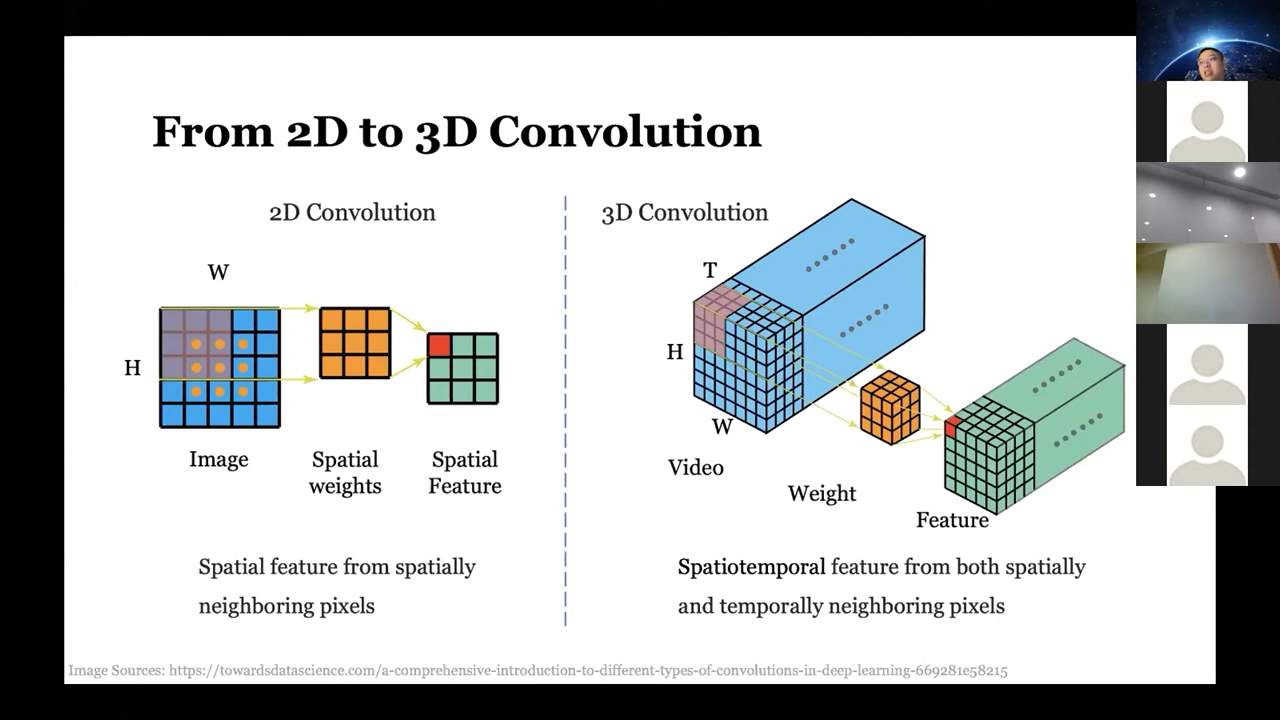 From 2D to 3D Convolution
2D Convolution
W
H
Image
Spatial
weights
Spatial
Feature
Spatial feature from spatially
neighboring pixels
3D Convolution
T
H
W
Video
Weight
Feature
Spatiotemporal feature from both spatially
and temporally neighboring pixels
Image Sources: https://towardsdatascience.com/a-comprehensive-introduction-to-different-types-of-convolutions-in-deep-learning-669281e58215